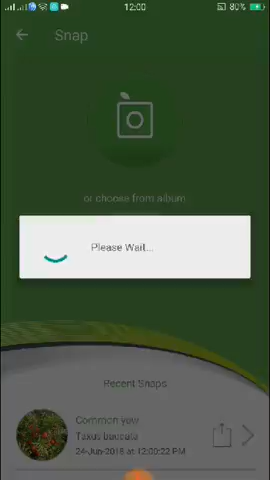 12:00
80%
Snap
or choose from album
Please Wait...
Recent Snaps
Common yew
Taxus baccata
24-Jun-2018 at 12:00:22 PM